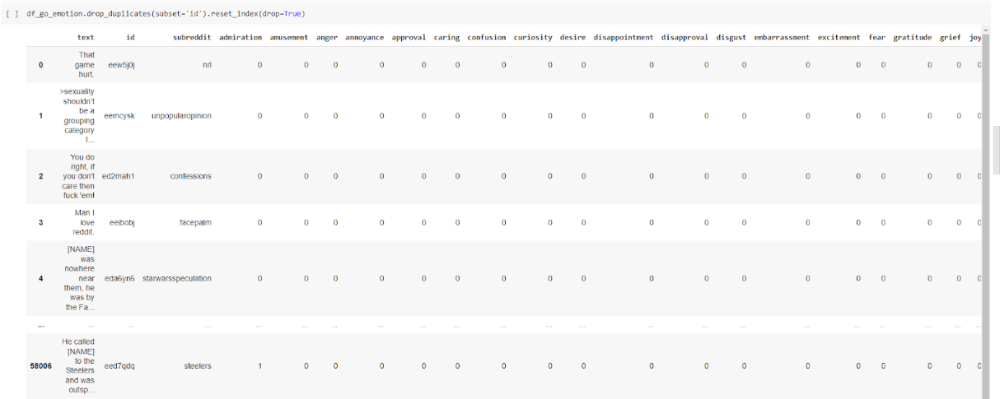 [ ] df_go_emotion.drop_duplicates(subset='id').reset_index(drop=True)
text id subreddit admiration amusement anger annoyance approval caring confusion curiosity desire disappointment disapproval disgust embarrassment excitement fear gratitude grief joy
0 That game hurt. eew5j0j nrl 0 0 0 0 0 0 0 0 0 0 0 0 0 0 0 0 0 0
1 >sexuality shouldn't be a grouping category I... eemcysk unpopularopinion 0 0 0 0 0 0 0 0 0 0 0 0 0 0 0 0 0 0
2 You do right, if you don't care then fuck 'em! ed2mah1 confessions 0 0 0 0 0 0 0 0 0 0 0 0 0 0 0 0 0 0
3 Man I love reddit. eeibobj facepalm 0 0 0 0 0 0 0 0 0 0 0 0 0 0 0 0 0 0
4 [NAME] was nowhere near them, he was by the Fa... eda6yn6 starwarsspeculation 0 0 0 0 0 0 0 0 0 0 0 0 0 0 0 0 0 0
... ... ... ... ... ... ... ... ... ... ... ... ... ... ... ... ... ... ... ... ... ...
58006 He called [NAME] to the Steelers and was outsp... eed7qdq steelers 1 0 0 0 0 0 0 0 0 0 0 0 0 0 0 0 0 0